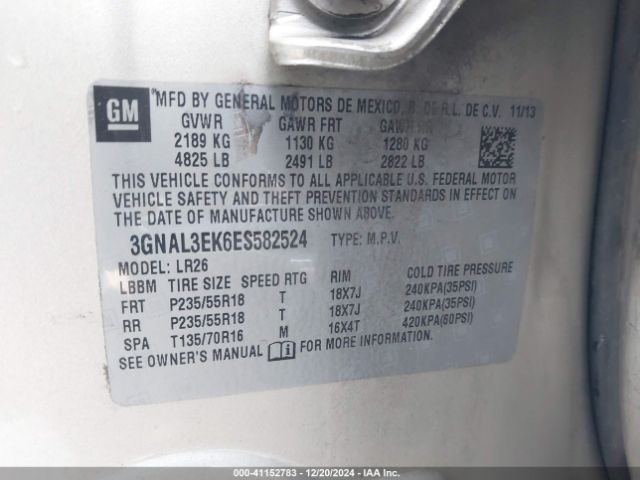 GM
MFD BY GENERAL MOTORS DE MEXICO, R. DE R.L. DE C.V. 11/13
GVWR GAWR FRT GAWR RR
2189 KG 1130 KG 1280 KG
4825 LB 2491 LB 2822 LB
THIS VEHICLE CONFORMS TO ALL APPLICABLE U.S. FEDERAL MOTOR
VEHICLE SAFETY AND THEFT PREVENTION STANDARDS IN EFFECT ON
THE DATE OF MANUFACTURE SHOWN ABOVE.
3GNAL3EK6ES582524 TYPE: M.P.V.
MODEL: LR26
LBBM TIRE SIZE SPEED RTG RIM COLD TIRE PRESSURE
FRT P235/55R18 T 18X7J 240KPA(35PSI)
RR P235/55R18 T 18X7J 240KPA(35PSI)
SPA T135/70R16 M 16X4T 420KPA(60PSI)
SEE OWNER'S MANUAL FOR MORE INFORMATION.
000-41152783 - 12/20/2024 - IAA Inc.